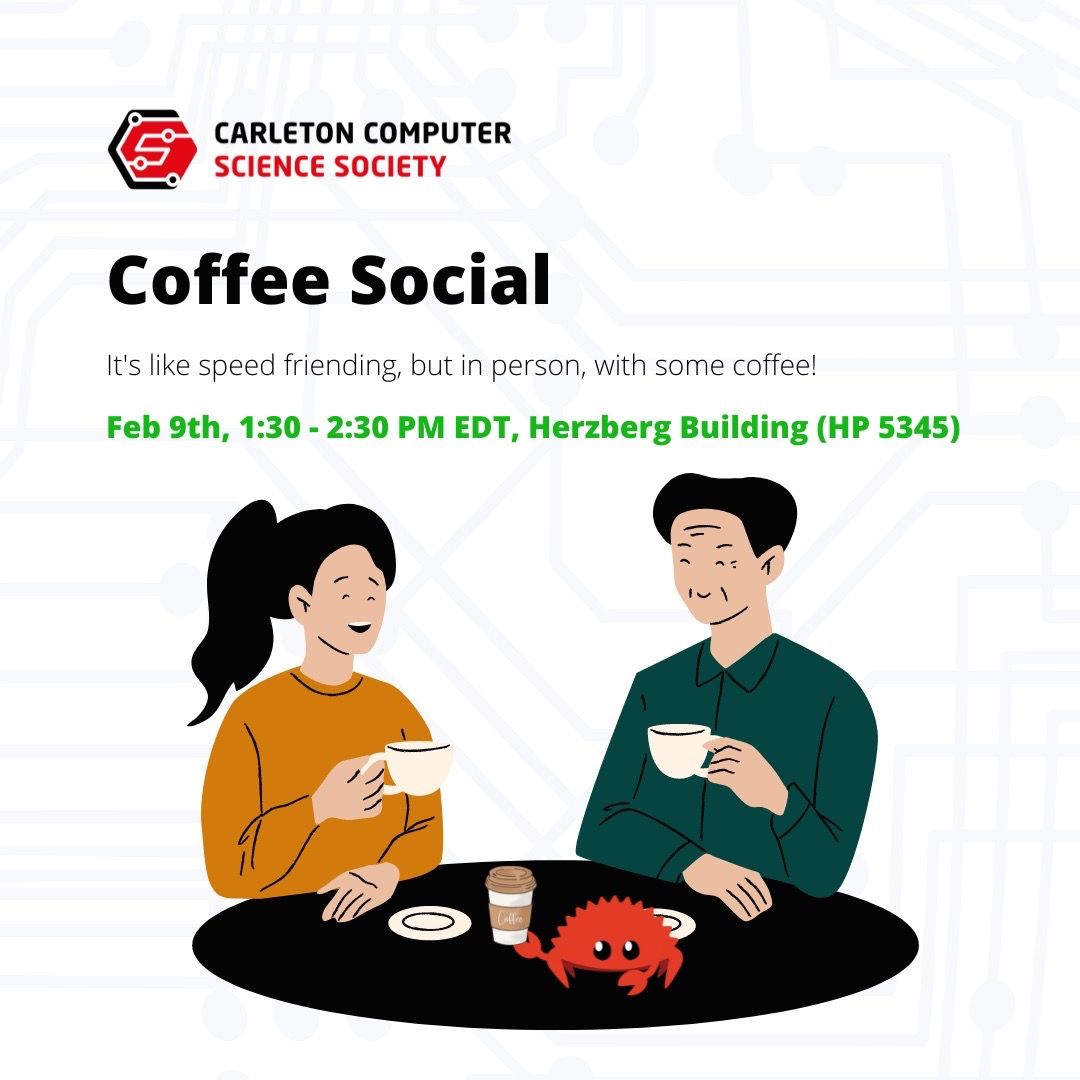 CARLETON COMPUTER
SCIENCE SOCIETY
Coffee Social
It's like speed friending, but in person, with some coffee!
Feb 9th, 1:30 - 2:30 PM EDT, Herzberg Building (HP 5345)
Coffee